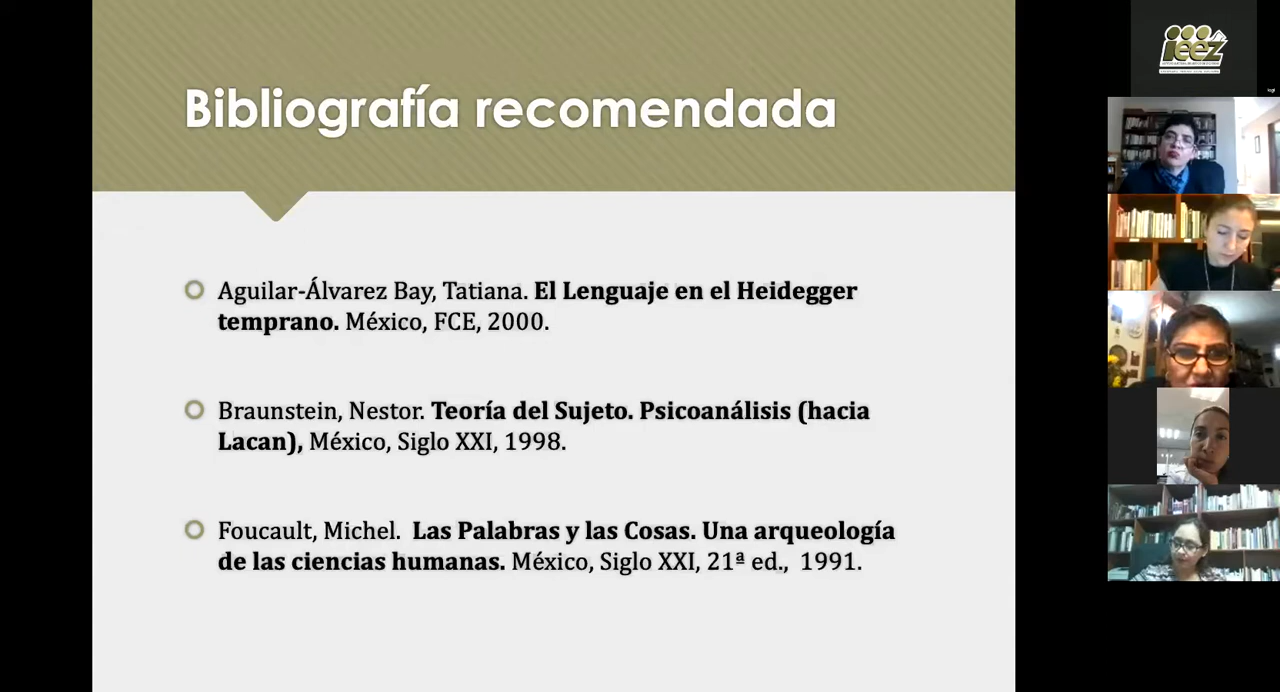 Bibliografía recomendada
Aguilar-Álvarez Bay, Tatiana. El Lenguaje en el Heidegger
temprano. México, FCE, 2000.
Braunstein, Nestor. Teoría del Sujeto. Psicoanálisis (hacia
Lacan), México, Siglo XXI, 1998.
Foucault, Michel.  Las Palabras y las Cosas. Una arqueología
de las ciencias humanas. México, Siglo XXI, 21ª ed.,  1991.
ieez